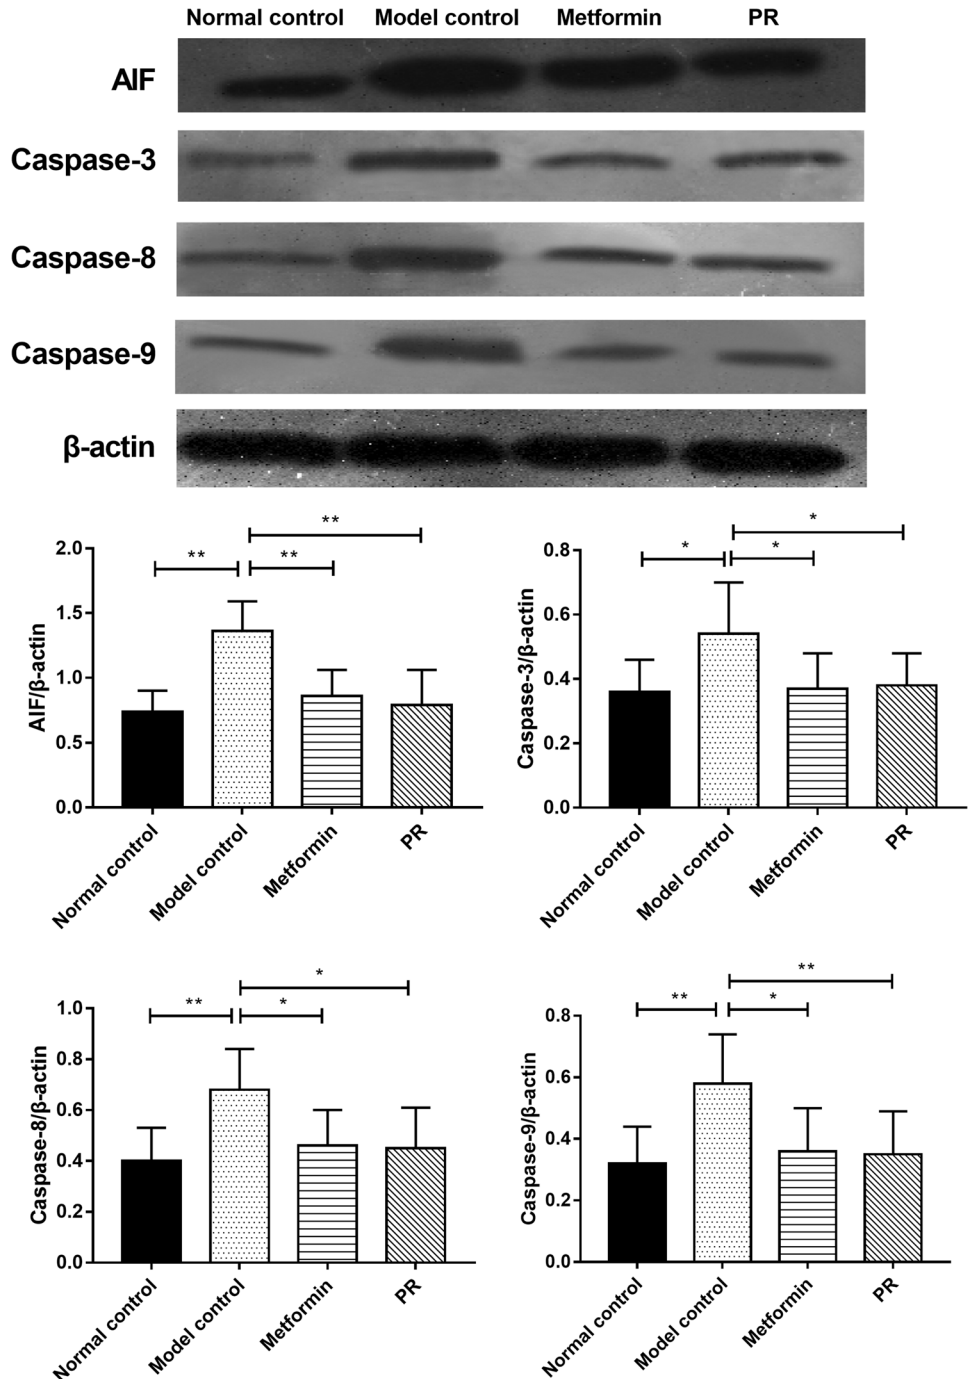 Normal control Model control Metformin PR
AIF
Caspase-3
Caspase-8
Caspase-9
β-actin
**
** **
2.0
1.5
1.0
0.5
0.0
AIF/β-actin
Normal control
Model control
Metformin
PR
*
* *
0.8
0.6
0.4
0.2
0.0
Caspase-3/β-actin
Normal control
Model control
Metformin
PR
*
** *
1.0
0.8
0.6
0.4
0.2
0.0
Caspase-8/β-actin
Normal control
Model control
Metformin
PR
**
** *
0.8
0.6
0.4
0.2
0.0
Caspase-9/β-actin
Normal control
Model control
Metformin
PR